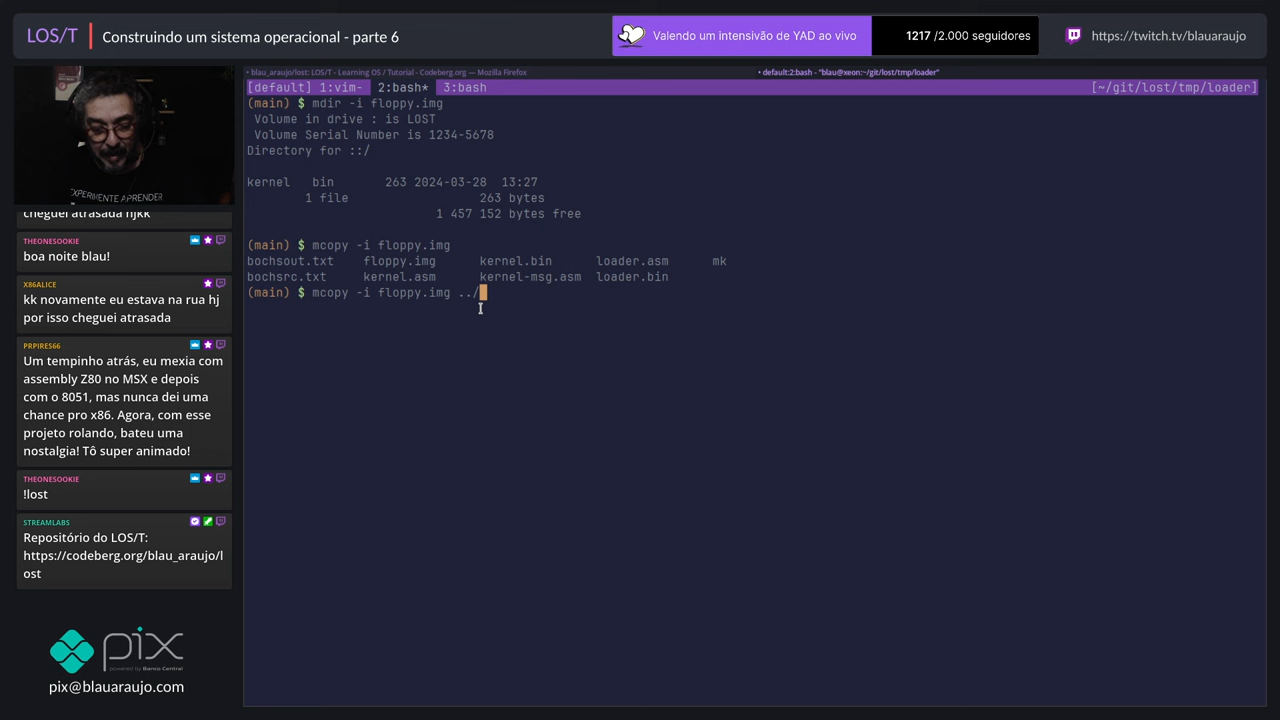 LOS/T
Construindo um sistema operacional - parte 6
Valendo um intensivão de YAD ao vivo
1217 /2.000 seguidores
https://twitch.tv/blauaraujo
EXPERIMENTE APRENDER
cheguei atrasada hjkk
THEONESOOKIE
boa noite blau!
X86ALICE
kk novamente eu estava na rua hj
por isso cheguei atrasada
PRPIRES66
Um tempinho atrás, eu mexia com
assembly Z80 no MSX e depois
com o 8051, mas nunca dei uma
chance pro x86. Agora, com esse
projeto rolando, bateu uma
nostalgia! Tô super animado!
THEONESOOKIE
!lost
STREAMLABS
Repositório do LOS/T:
https://codeberg.org/blau_araujo/l
ost
pix
powered by Banco Central
pix@blauaraujo.com
• blau_araujo/lost: LOS/T - Learning OS / Tutorial - Codeberg.org — Mozilla Firefox
• default:2:bash - "blau@xeon:~/git/lost/tmp/loader"
[default] 1:vim- 2:bash* 3:bash [~/git/lost/tmp/loader]
(main) $ mdir -i floppy.img
Volume in drive : is LOST
Volume Serial Number is 1234-5678
Directory for ::/
kernel bin 263 2024-03-28 13:27
1 file 263 bytes
1 457 152 bytes free
(main) $ mcopy -i floppy.img
bochsout.txt floppy.img kernel.bin loader.asm mk
bochsrc.txt kernel.asm kernel-msg.asm loader.bin
(main) $ mcopy -i floppy.img ../